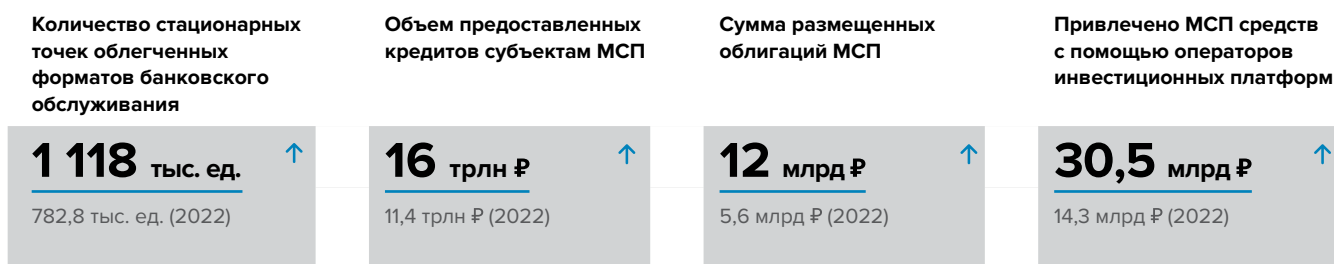 Количество стационарных
точек облегченных
форматов банковского
обслуживания
1 118 тыс. ед.
782,8 тыс. ед. (2022)
Объем предоставленных
кредитов субъектам МСП
16 трлн ₽
11,4 трлн ₽ (2022)
Сумма размещенных
облигаций МСП
12 млрд ₽
5,6 млрд ₽ (2022)
Привлечено МСП средств
с помощью операторов
инвестиционных платформ
30,5 млрд ₽
14,3 млрд ₽ (2022)